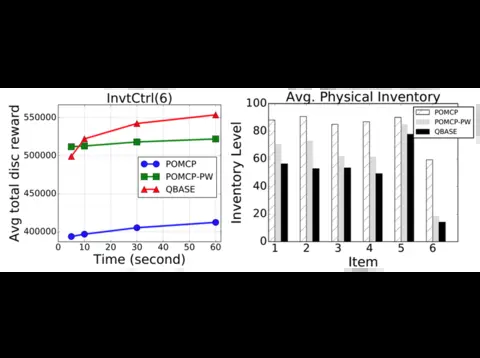 InvtCtrl(6)
Avg total disc reward
550000
500000
450000
400000
0
10
20
30
40
50
60
Time (second)
POMCP
POMCP-PW
QBASE
Avg. Physical Inventory
Inventory Level
100
80
60
40
20
0
1
2
3
4
5
6
Item
POMCP
POMCP-PW
QBASE